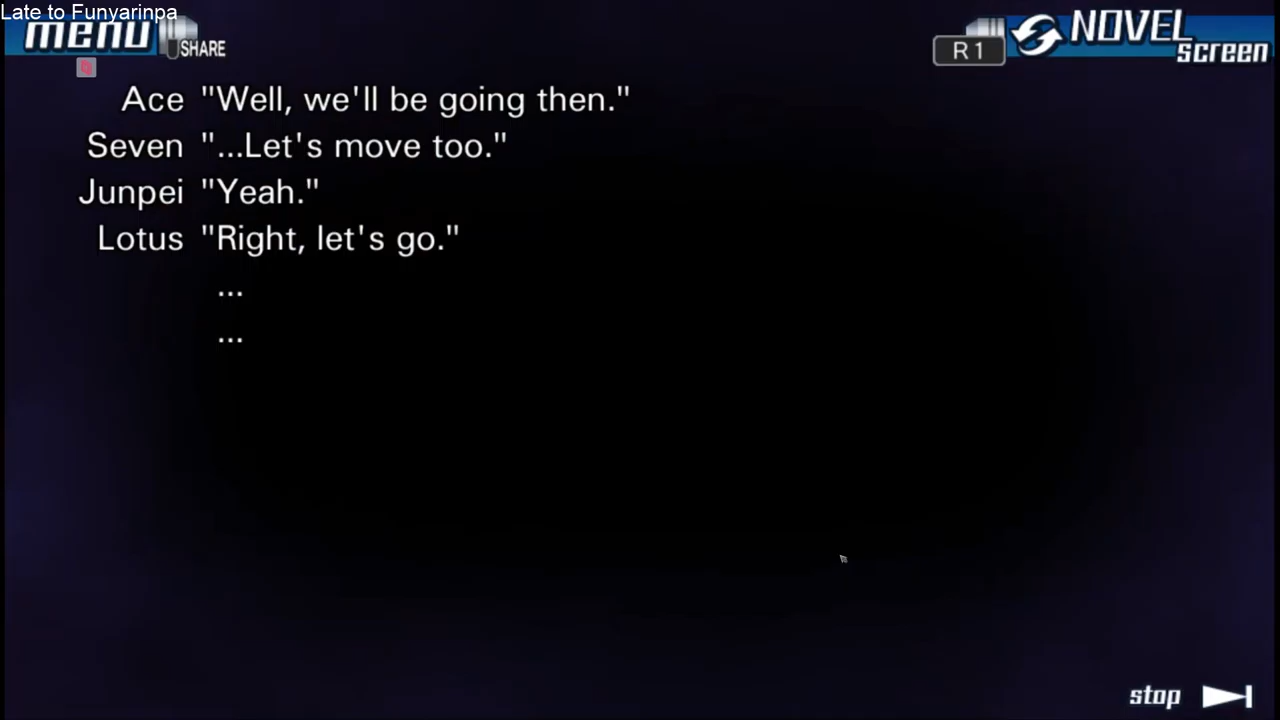 Late to Funyarinpa
menu
SHARE
R1
NOVEL
screen
Ace "Well, we'll be going then."
Seven "...Let's move too."
Junpei "Yeah."
Lotus "Right, let's go."
...
...
stop